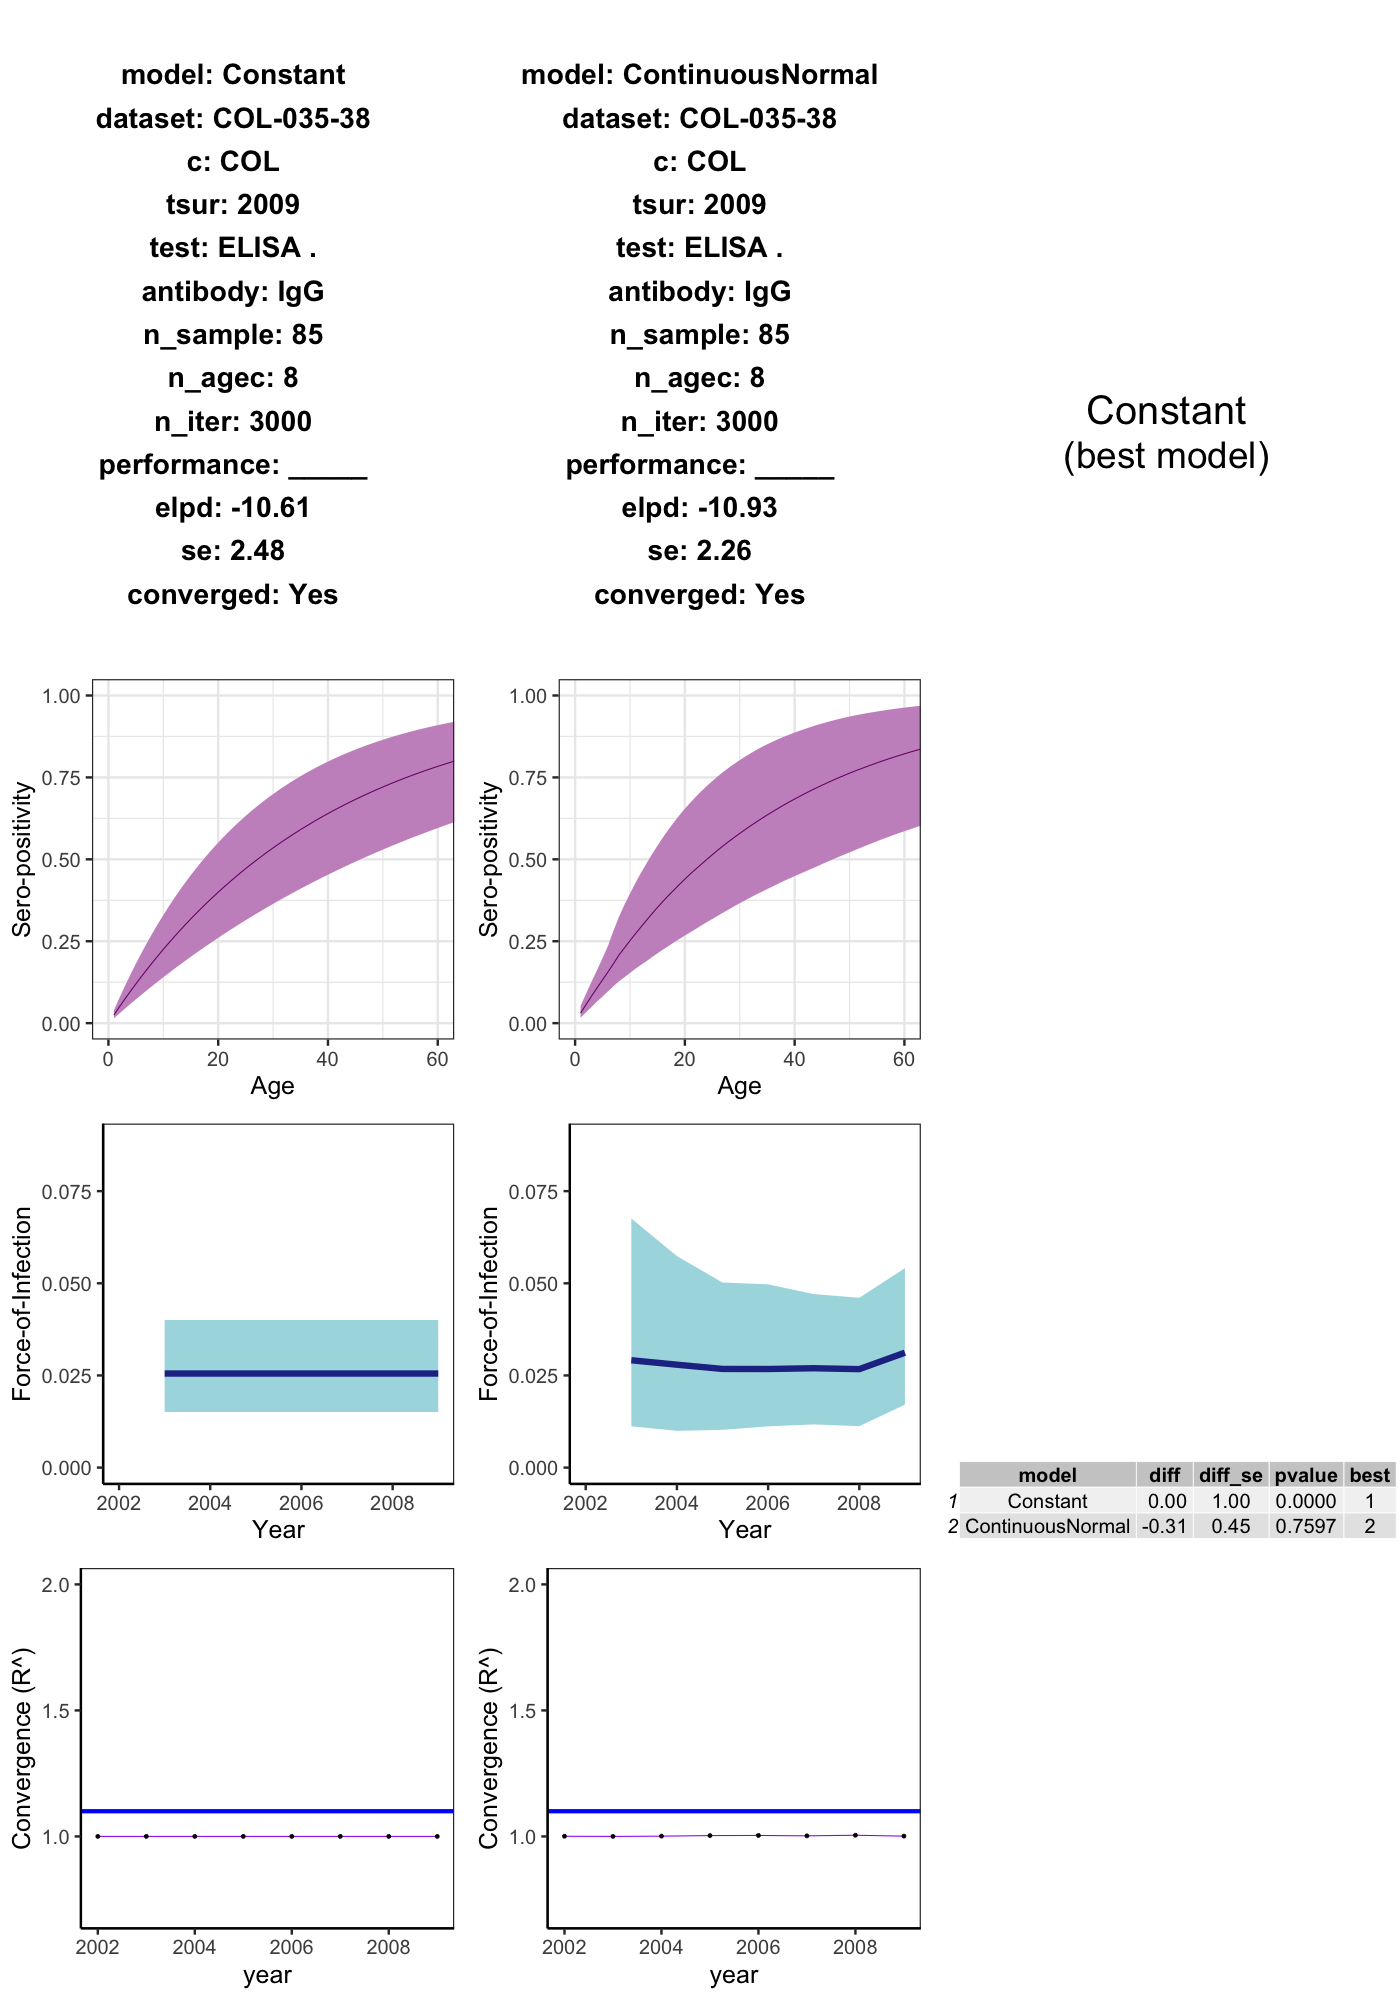 model: Constant
dataset: COL-035-38
c: COL
tsur: 2009
test: ELISA .
antibody: IgG
n_sample: 85
n_agec: 8
n_iter: 3000
performance: _____
elpd: -10.61
se: 2.48
converged: Yes
model: ContinuousNormal
dataset: COL-035-38
c: COL
tsur: 2009
test: ELISA .
antibody: IgG
n_sample: 85
n_agec: 8
n_iter: 3000
performance: _____
elpd: -10.93
se: 2.26
converged: Yes
Constant
(best model)
Sero-positivity
1.00
0.75
0.50
0.25
0.00
0 20 40 60
Age
Sero-positivity
1.00
0.75
0.50
0.25
0.00
0 20 40 60
Age
Force-of-Infection
0.075
0.050
0.025
0.000
2002 2004 2006 2008
Year
Force-of-Infection
0.075
0.050
0.025
0.000
2002 2004 2006 2008
Year
model diff diff_se pvalue best
1 Constant 0.00 1.00 0.0000 1
2 ContinuousNormal -0.31 0.45 0.7597 2
Convergence (R^)
2.0
1.5
1.0
2002 2004 2006 2008
year
Convergence (R^)
2.0
1.5
1.0
2002 2004 2006 2008
year